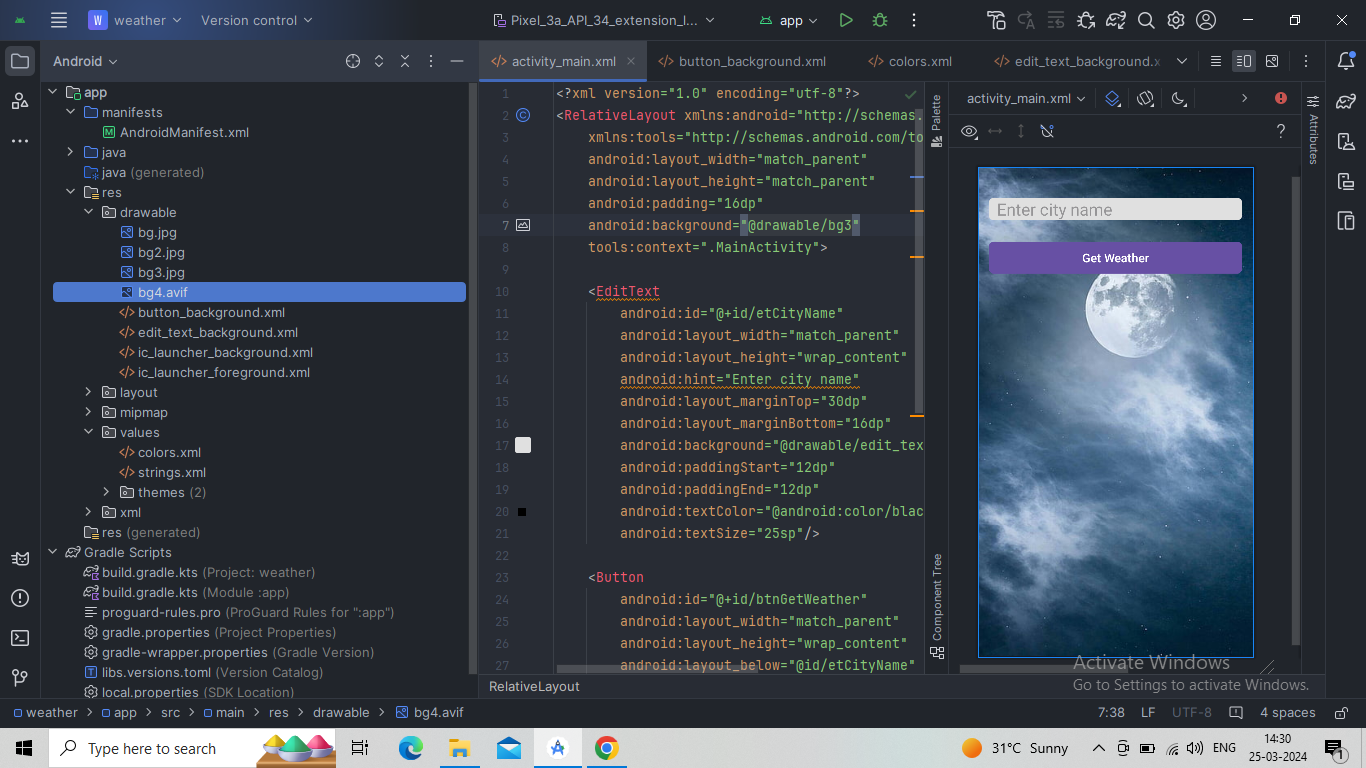 W weather Version control Pixel_3a_API_34_extension_l... app
Android
activity_main.xml button_background.xml colors.xml edit_text_background.x
app
manifests
AndroidManifest.xml
java
java (generated)
res
drawable
bg.jpg
bg2.jpg
bg3.jpg
bg4.avif
button_background.xml
edit_text_background.xml
ic_launcher_background.xml
ic_launcher_foreground.xml
layout
mipmap
values
colors.xml
strings.xml
themes (2)
xml
res (generated)
Gradle Scripts
build.gradle.kts (Project: weather)
build.gradle.kts (Module :app)
proguard-rules.pro (ProGuard Rules for ":app")
gradle.properties (Project Properties)
gradle-wrapper.properties (Gradle Version)
libs.versions.toml (Version Catalog)
local.properties (SDK Location)
1 <?xml version="1.0" encoding="utf-8"?>
2 <RelativeLayout xmlns:android="http://schemas.
3 xmlns:tools="http://schemas.android.com/to
4 android:layout_width="match_parent"
5 android:layout_height="match_parent"
6 android:padding="16dp"
7 android:background="@drawable/bg3"
8 tools:context=".MainActivity">
9
10 <EditText
11 android:id="@+id/etCityName"
12 android:layout_width="match_parent"
13 android:layout_height="wrap_content"
14 android:hint="Enter city name"
15 android:layout_marginTop="30dp"
16 android:layout_marginBottom="16dp"
17 android:background="@drawable/edit_tex
18 android:paddingStart="12dp"
19 android:paddingEnd="12dp"
20 android:textColor="@android:color/blac
21 android:textSize="25sp"/>
22
23 <Button
24 android:id="@+id/btnGetWeather"
25 android:layout_width="match_parent"
26 android:layout_height="wrap_content"
27 android:layout_below="@id/etCityName"
RelativeLayout
Palette
Component Tree
activity_main.xml
Attributes
Enter city name
Get Weather
Activate Windows
Go to Settings to activate Windows.
weather > app > src > main > res > drawable > bg4.avif 7:38 LF UTF-8 4 spaces
Type here to search 31°C Sunny ENG 14:30
25-03-2024
1